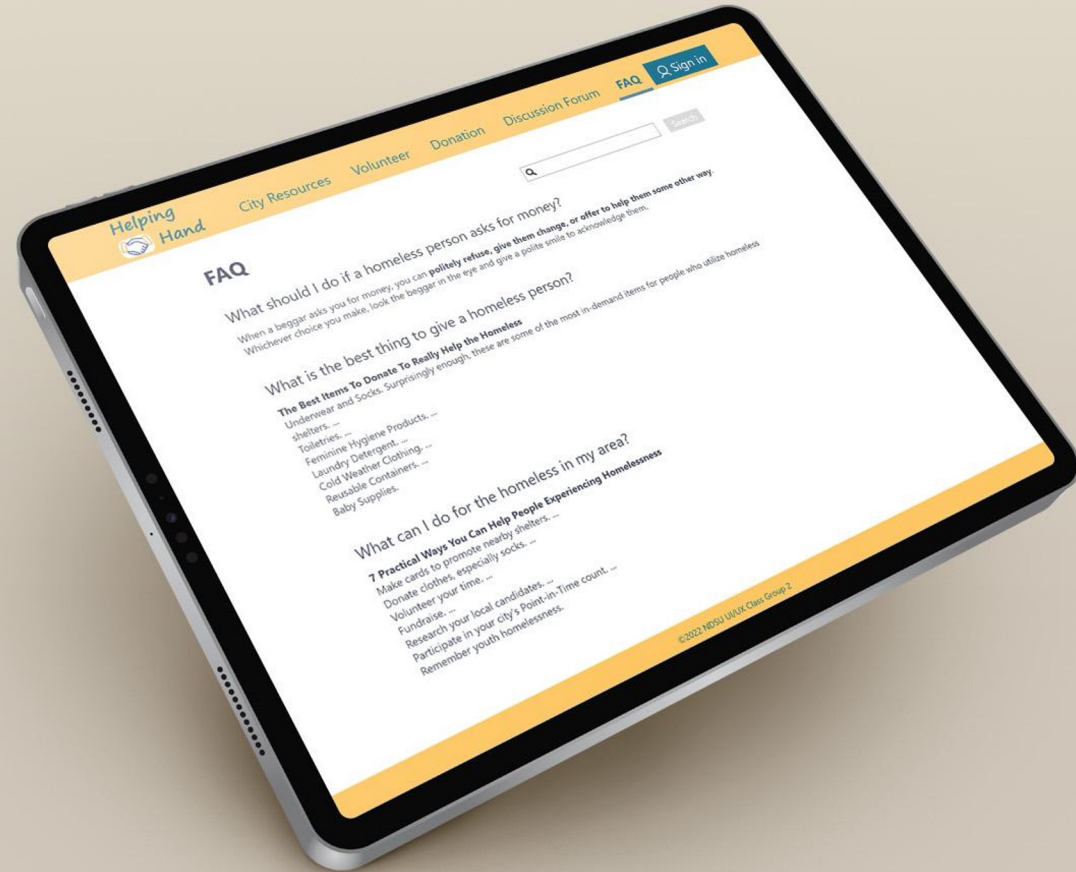 Helping
Hand
City Resources
Volunteer
Donation
Discussion Forum
FAQ
Sign in
Search
FAQ
What should I do if a homeless person asks for money?
When a beggar asks you for money, you can politely refuse, give them change, or offer to help them some other way.
Whichever choice you make, look the beggar in the eye and give a polite smile to acknowledge them.
What is the best thing to give a homeless person?
The Best Items To Donate To Really Help the Homeless
Underwear and Socks. Surprisingly enough, these are some of the most in-demand items for people who utilize homeless
shelters. ...
Toiletries. ...
Feminine Hygiene Products. ...
Laundry Detergent. ...
Cold Weather Clothing. ...
Reusable Containers. ...
Baby Supplies.
What can I do for the homeless in my area?
7 Practical Ways You Can Help People Experiencing Homelessness
Make cards to promote nearby shelters. ...
Donate clothes, especially socks. ...
Volunteer your time. ...
Fundraise. ...
Research your local candidates. ...
Participate in your city's Point-in-Time count. ...
Remember youth homelessness.
©2022 NDSU UI/UX Class Group 2